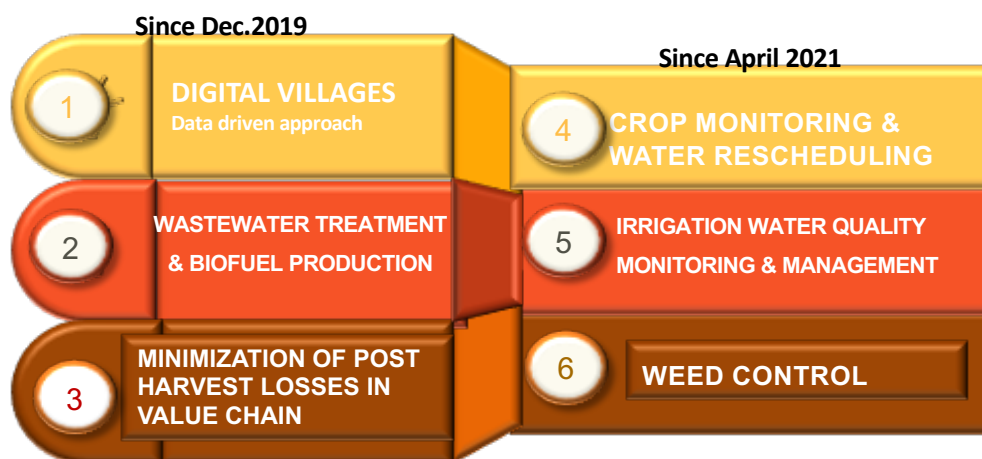 Since Dec.2019
1
DIGITAL VILLAGES
Data driven approach
2
WASTEWATER TREATMENT
& BIOFUEL PRODUCTION
3
MINIMIZATION OF POST
HARVEST LOSSES IN
VALUE CHAIN
Since April 2021
4
CROP MONITORING &
WATER RESCHEDULING
5
IRRIGATION WATER QUALITY
MONITORING & MANAGEMENT
6
WEED CONTROL